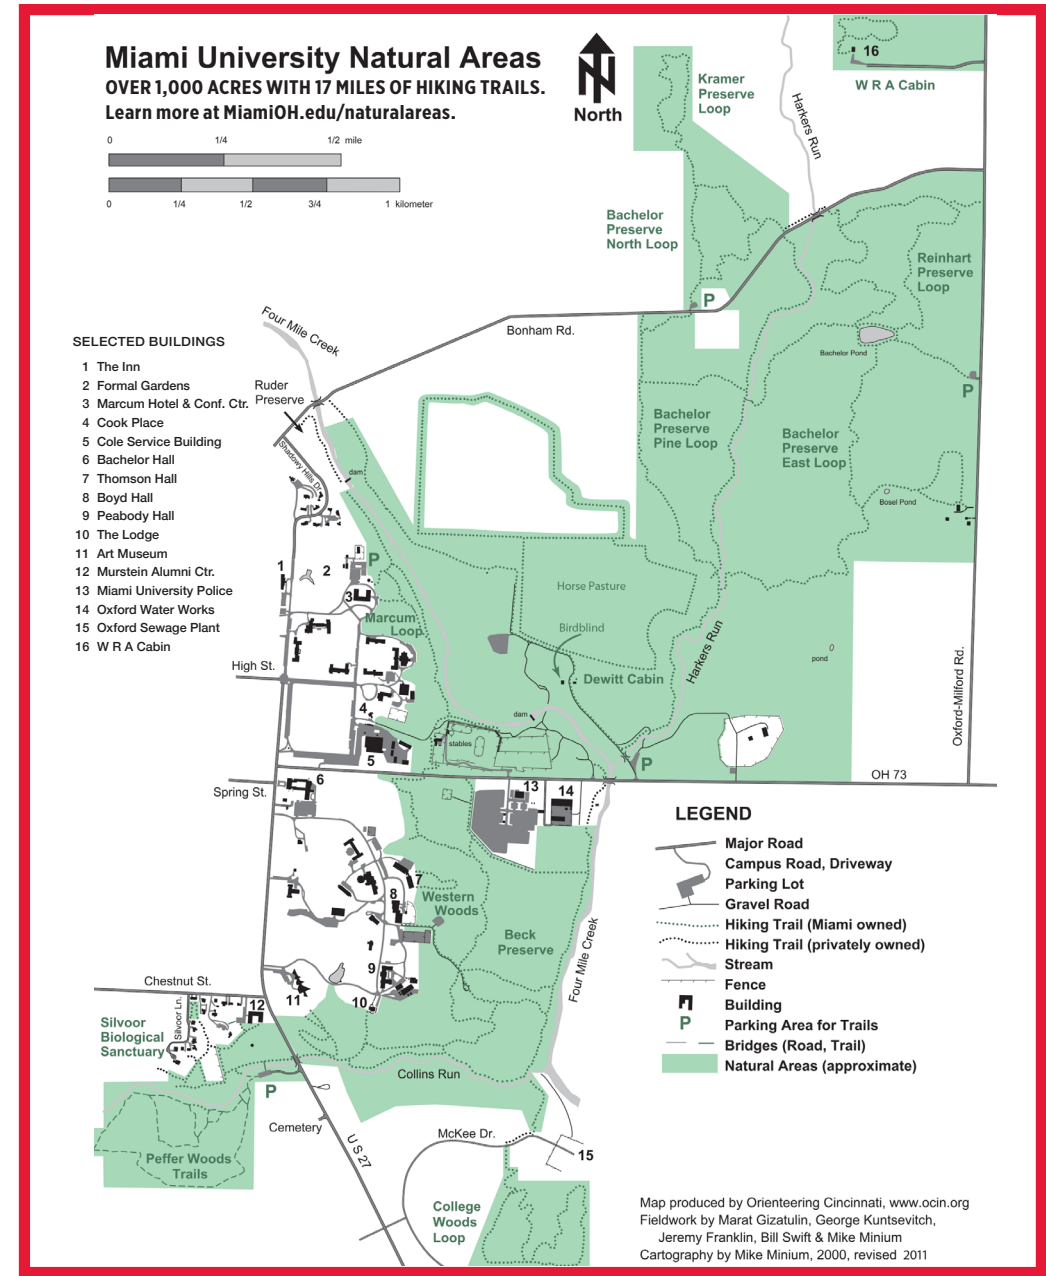 Miami University Natural Areas
OVER 1,000 ACRES WITH 17 MILES OF HIKING TRAILS.
Learn more at MiamiOH.edu/naturalareas.
0 1/4 1/2 mile
0 1/4 1/2 3/4 1 kilometer
North
16
W R A Cabin
Kramer
Preserve
Loop
Harkers Run
Bachelor
Preserve
North Loop
Reinhart
Preserve
Loop
P
Bonham Rd.
Four Mile Creek
Bachelor Pond
P
SELECTED BUILDINGS
1 The Inn
2 Formal Gardens
3 Marcum Hotel & Conf. Ctr.
4 Cook Place
5 Cole Service Building
6 Bachelor Hall
7 Thomson Hall
8 Boyd Hall
9 Peabody Hall
10 The Lodge
11 Art Museum
12 Murstein Alumni Ctr.
13 Miami University Police
14 Oxford Water Works
15 Oxford Sewage Plant
16 W R A Cabin
Ruder
Preserve
Shadowy Hills Dr.
dam
Bachelor
Preserve
Pine Loop
Bachelor
Preserve
East Loop
Bosel Pond
1
2
P
3
Marcum
Loop
Horse Pasture
Birdblind
Dewitt Cabin
Harkers Run
pond
Oxford-Milford Rd.
High St.
4
dam
stables
5
P
OH 73
Spring St.
6
13
14
7
8
Western
Woods
Beck
Preserve
Four Mile Creek
9
10
11
12
Chestnut St.
Silvoor Ln.
Silvoor
Biological
Sanctuary
P
Collins Run
Cemetery
U S 27
McKee Dr.
15
Peffer Woods
Trails
College
Woods
Loop
LEGEND
Major Road
Campus Road, Driveway
Parking Lot
Gravel Road
Hiking Trail (Miami owned)
Hiking Trail (privately owned)
Stream
Fence
Building
P Parking Area for Trails
Bridges (Road, Trail)
Natural Areas (approximate)
Map produced by Orienteering Cincinnati, www.ocin.org
Fieldwork by Marat Gizatulin, George Kuntsevitch,
Jeremy Franklin, Bill Swift & Mike Minium
Cartography by Mike Minium, 2000, revised 2011